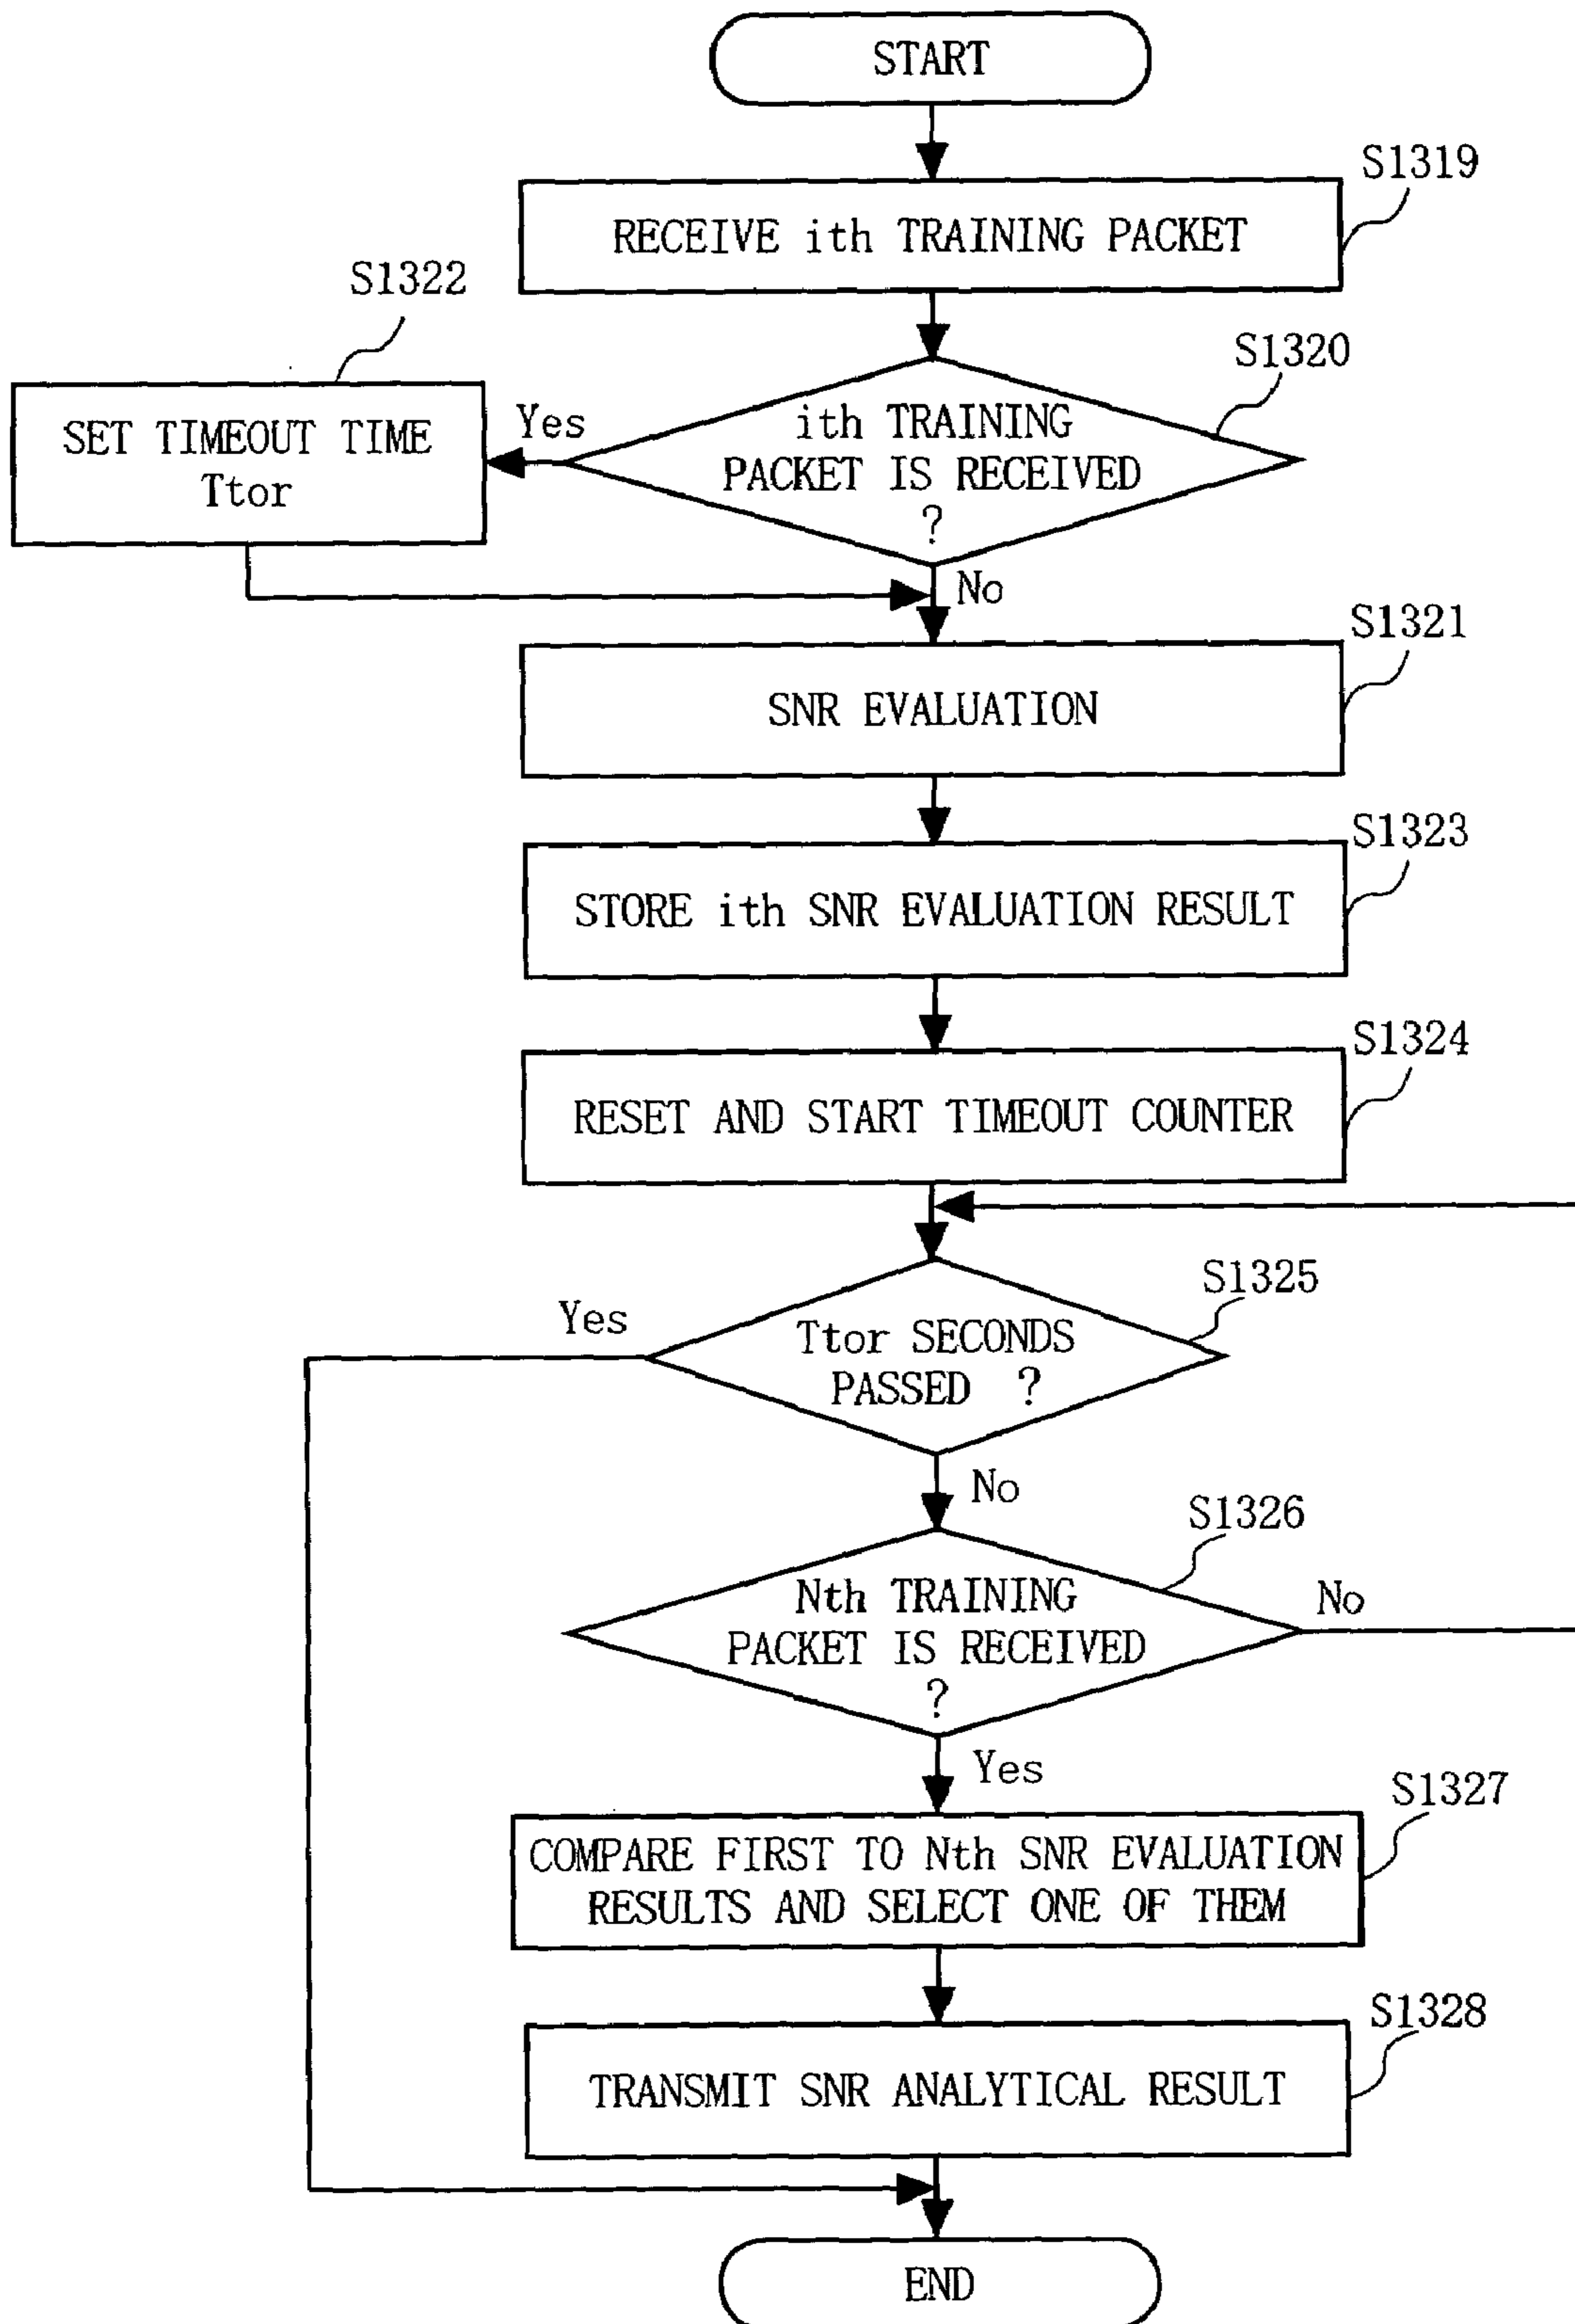 START
S1319
RECEIVE ith TRAINING PACKET
S1322
S1320
SET TIMEOUT TIME
Ttor
Yes
ith TRAINING
PACKET IS RECEIVED
?
No
S1321
SNR EVALUATION
S1323
STORE ith SNR EVALUATION RESULT
S1324
RESET AND START TIMEOUT COUNTER
S1325
Yes
Ttor SECONDS
PASSED ?
No
S1326
Nth TRAINING
PACKET IS RECEIVED
?
No
Yes
S1327
COMPARE FIRST TO Nth SNR EVALUATION
RESULTS AND SELECT ONE OF THEM
S1328
TRANSMIT SNR ANALYTICAL RESULT
END